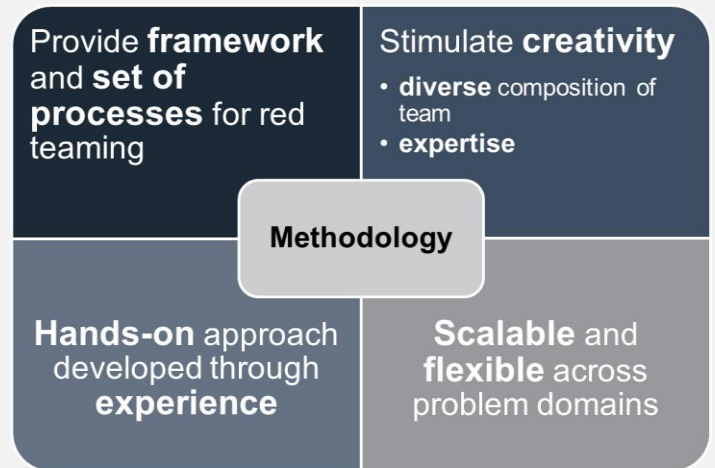 Provide framework
and set of
processes for red
teaming
Stimulate creativity
• diverse composition of
team
• expertise
Methodology
Hands-on approach
developed through
experience
Scalable and
flexible across
problem domains